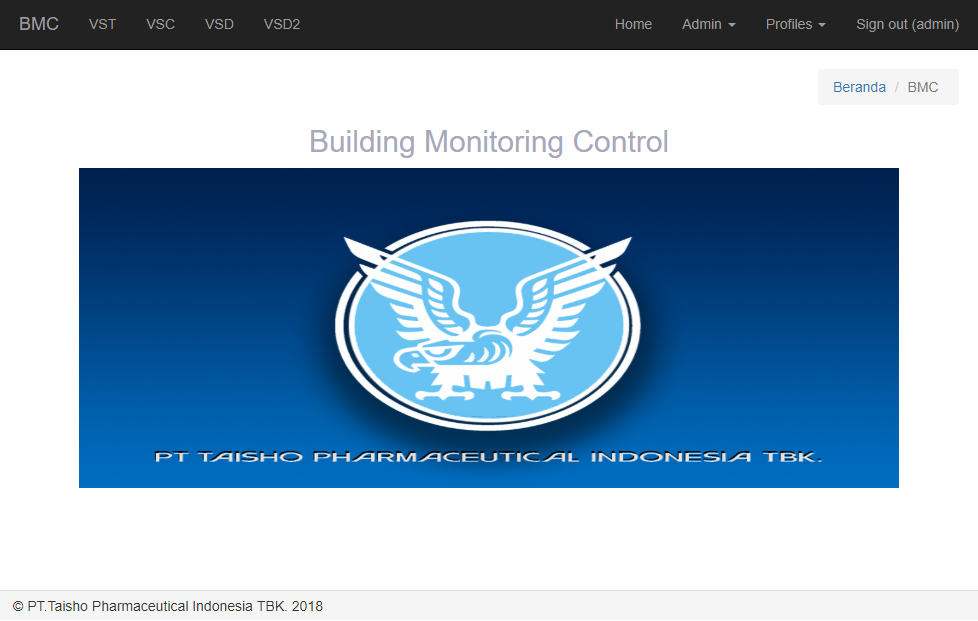 BMC VST VSC VSD VSD2 Home Admin Profiles Sign out (admin)
Beranda / BMC
Building Monitoring Control
PT TAISHO PHARMACEUTICAL INDONESIA TBK.
© PT.Taisho Pharmaceutical Indonesia TBK. 2018